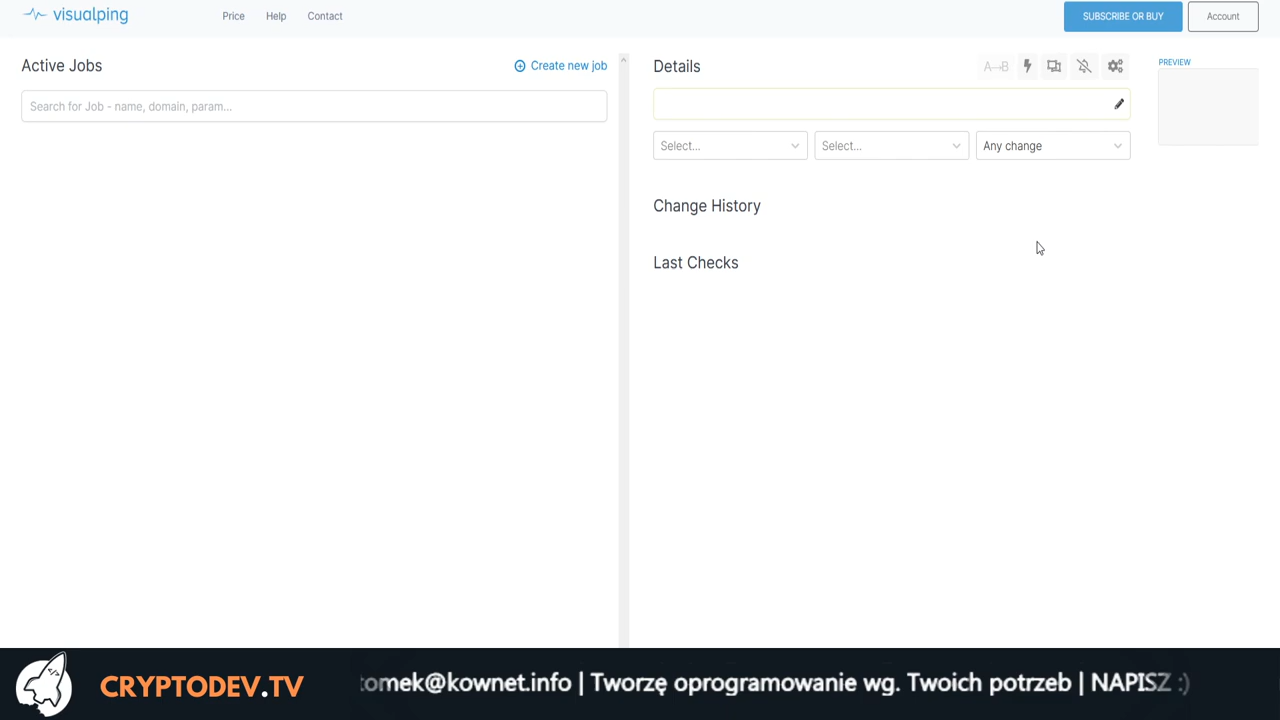 visualping
Price Help Contact
SUBSCRIBE OR BUY
Account
Active Jobs
Create new job
Search for Job - name, domain, param...
Details
A→B
PREVIEW
Select...
Select...
Any change
Change History
Last Checks
CRYPTODEV.TV
tomek@kownet.info | Tworzę oprogramowanie wg. Twoich potrzeb | NAPISZ :)